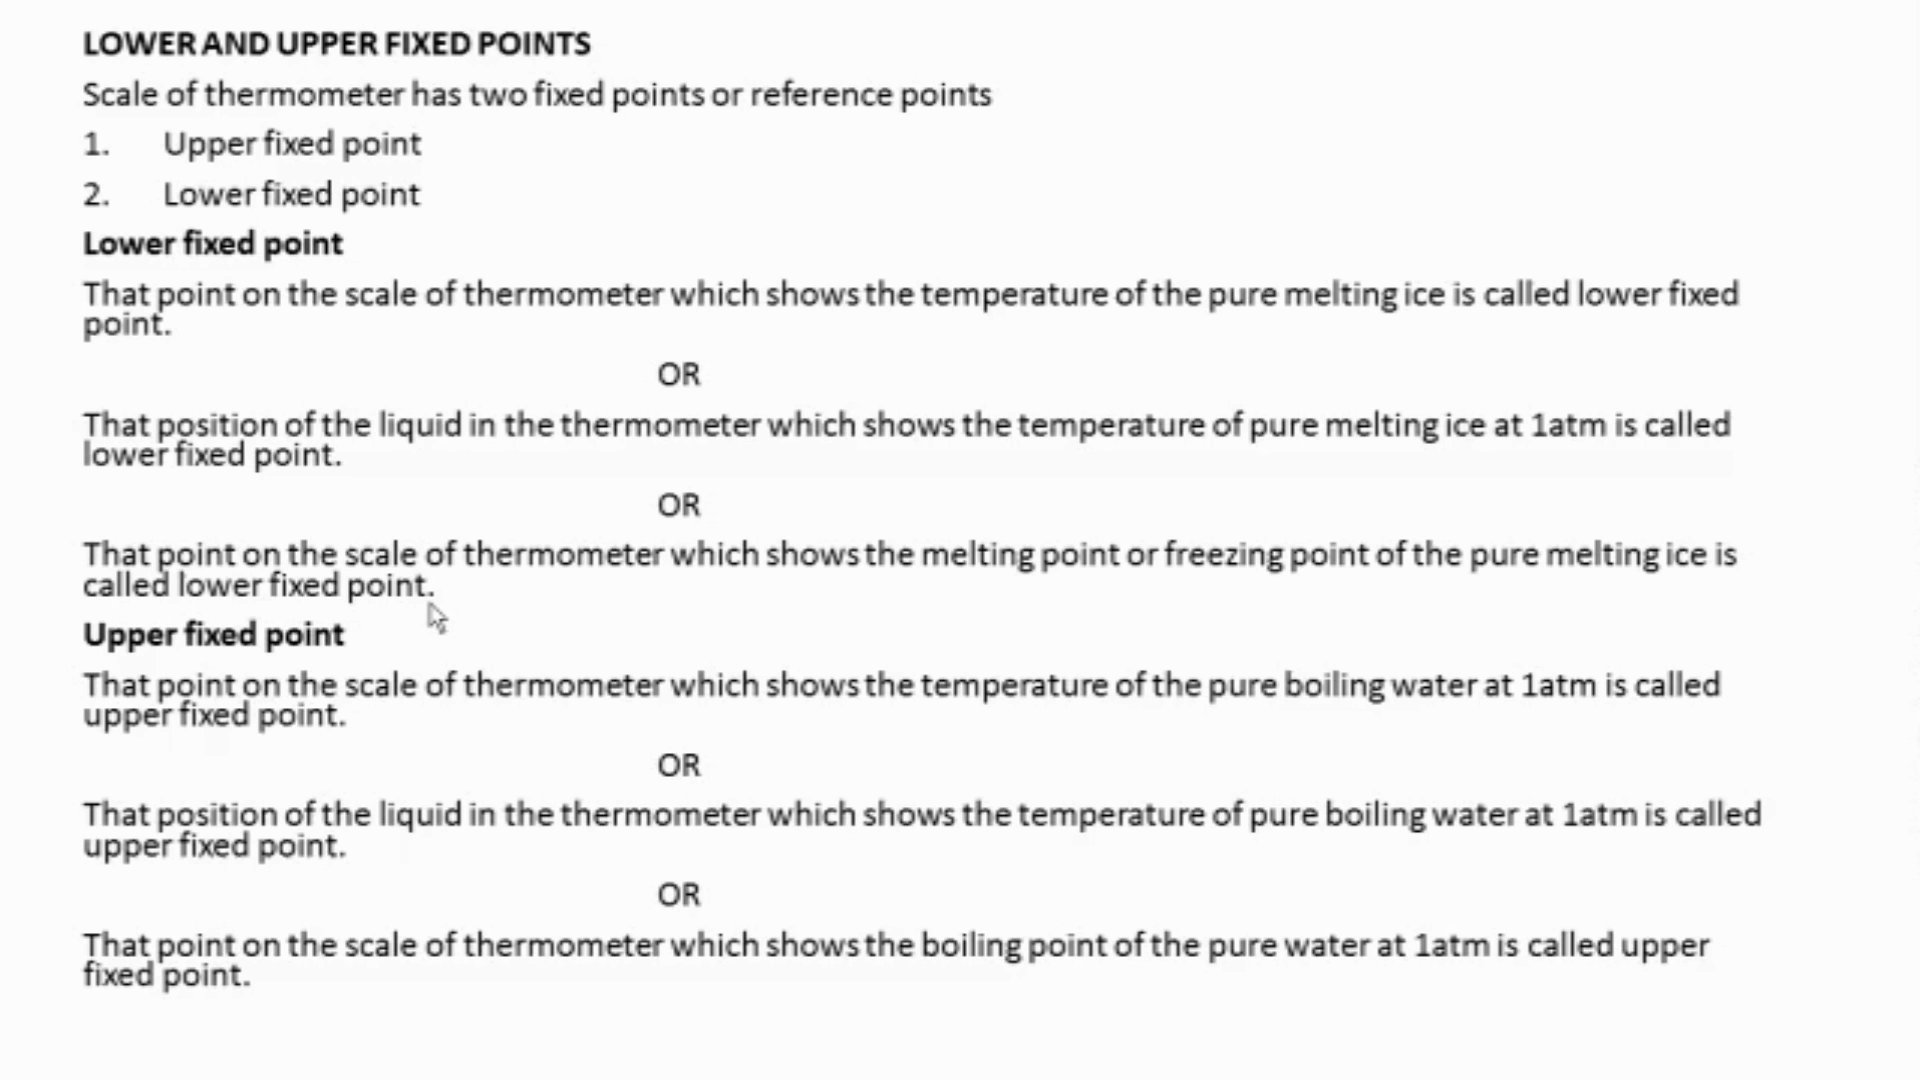 LOWER AND UPPER FIXED POINTS
Scale of thermometer has two fixed points or reference points
1. Upper fixed point
2. Lower fixed point
Lower fixed point
That point on the scale of thermometer which shows the temperature of the pure melting ice is called lower fixed
point.
OR
That position of the liquid in the thermometer which shows the temperature of pure melting ice at 1atm is called
lower fixed point.
OR
That point on the scale of thermometer which shows the melting point or freezing point of the pure melting ice is
called lower fixed point.
Upper fixed point
That point on the scale of thermometer which shows the temperature of the pure boiling water at 1atm is called
upper fixed point.
OR
That position of the liquid in the thermometer which shows the temperature of pure boiling water at 1atm is called
upper fixed point.
OR
That point on the scale of thermometer which shows the boiling point of the pure water at 1atm is called upper
fixed point.